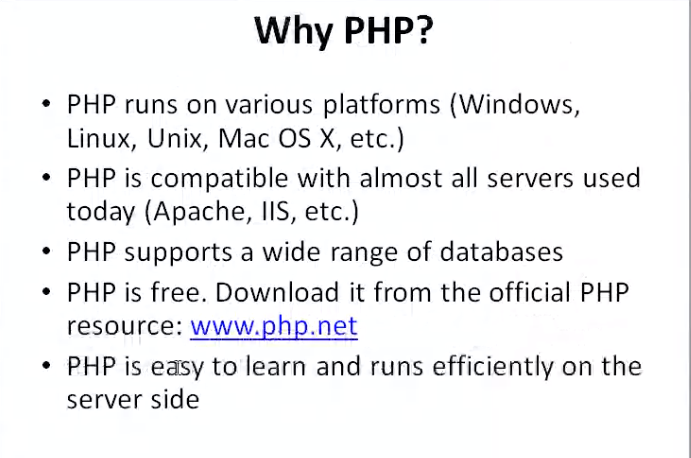 Why PHP?
• PHP runs on various platforms (Windows,
Linux, Unix, Mac OS X, etc.)
• PHP is compatible with almost all servers used
today (Apache, IIS, etc.)
• PHP supports a wide range of databases
• PHP is free. Download it from the official PHP
resource: www.php.net
• PHP is easy to learn and runs efficiently on the
server side